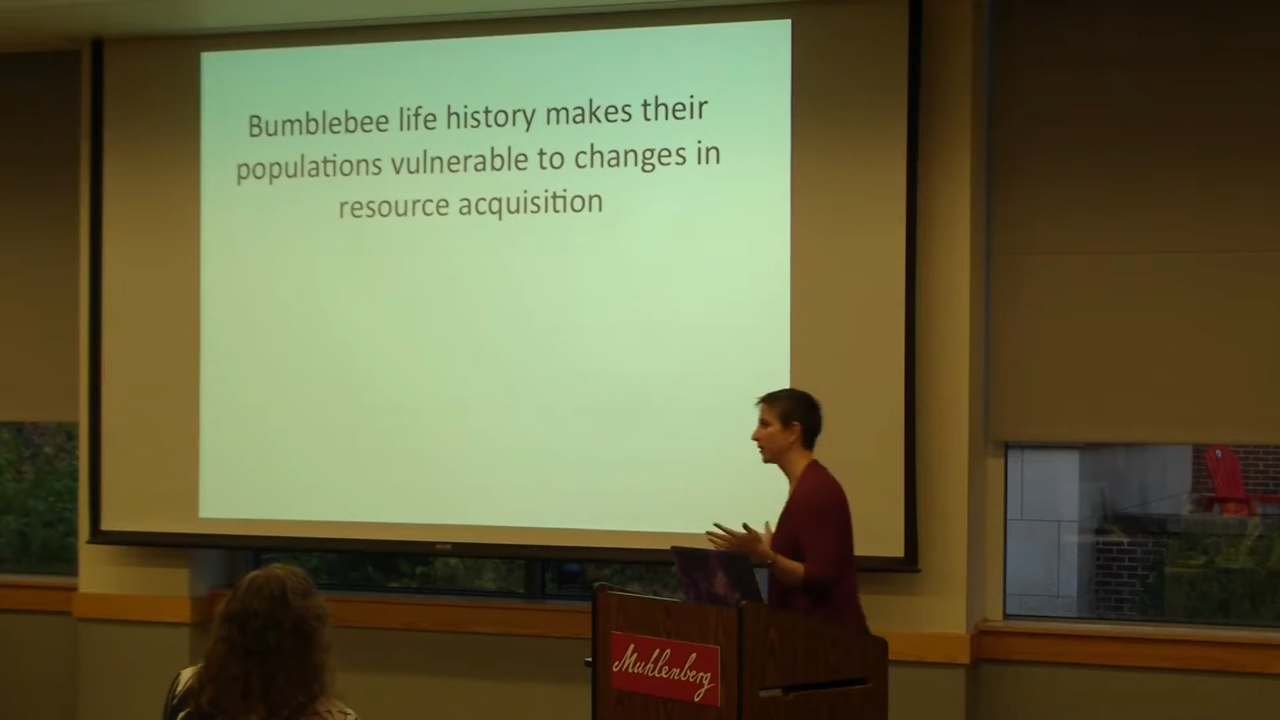 Bumblebee life history makes their
populations vulnerable to changes in
resource acquisition
Muhlenberg